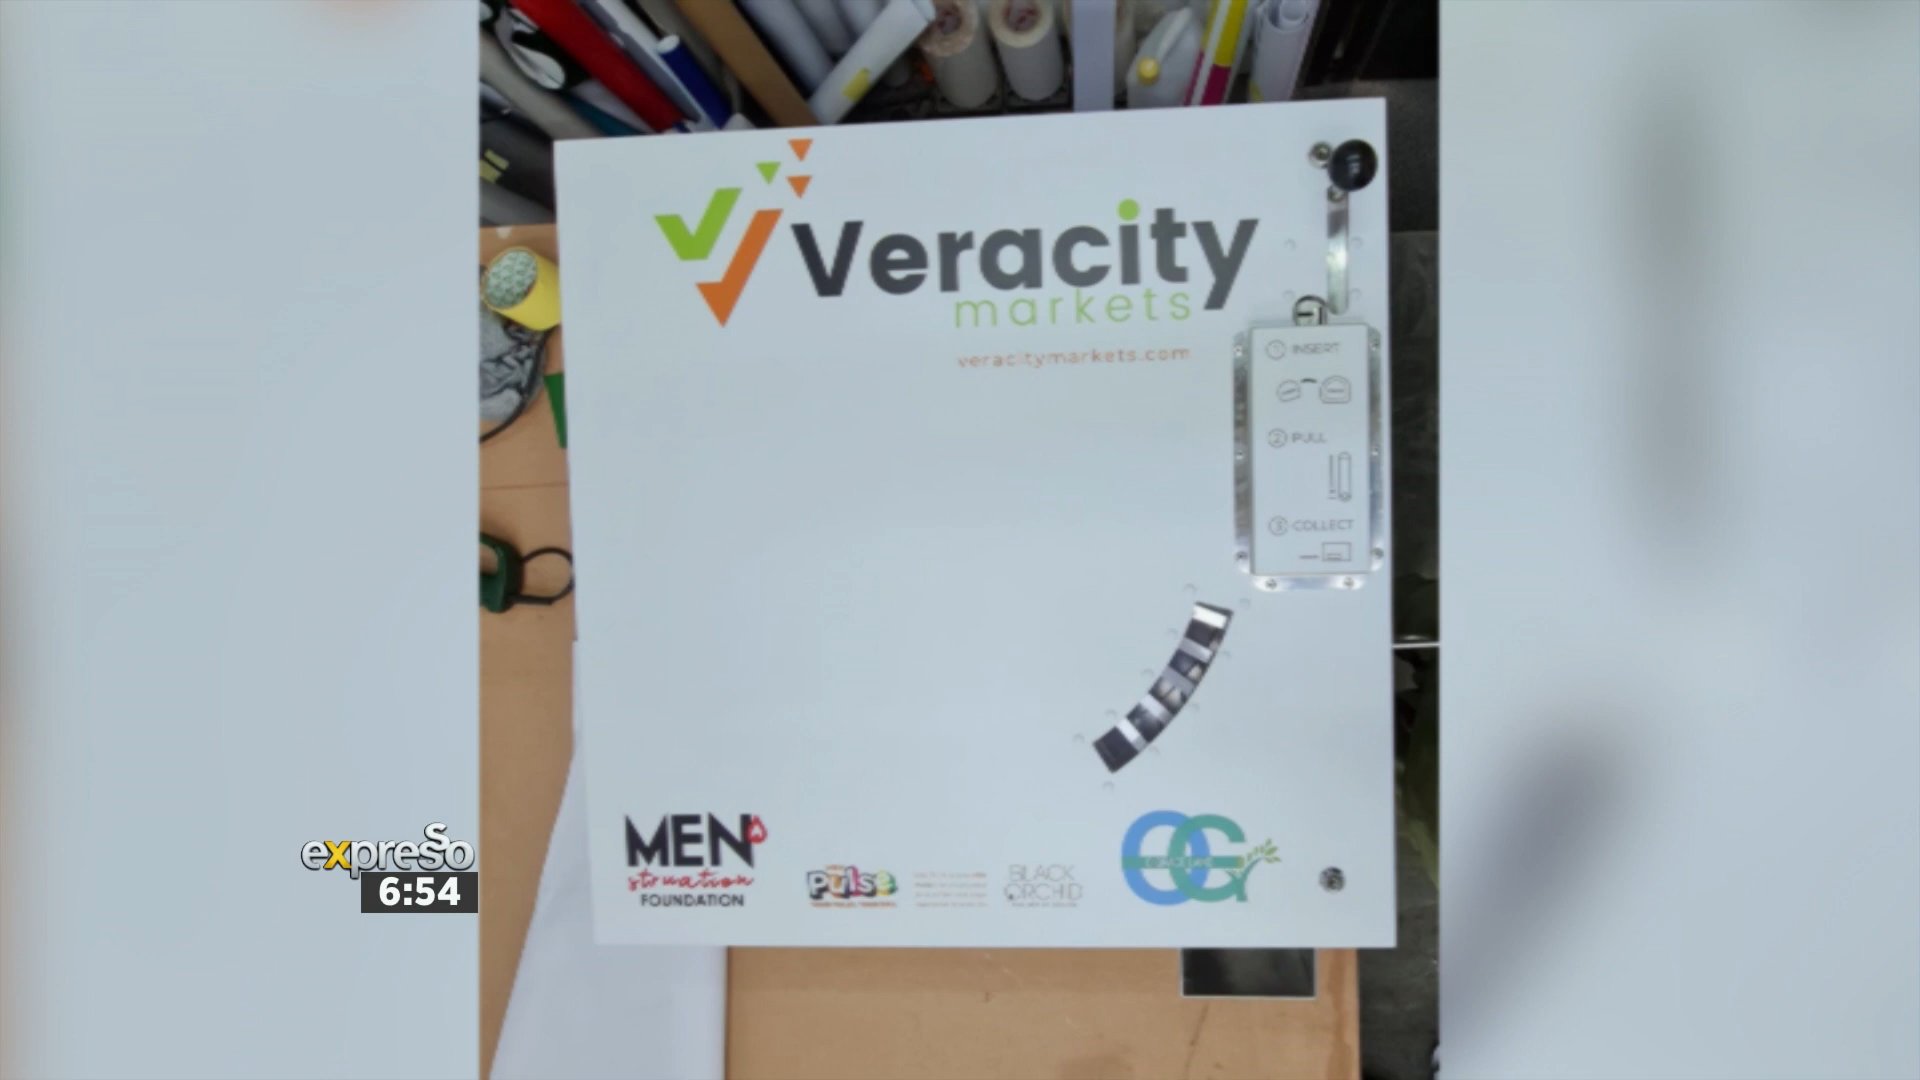 Veracity
markets
veracitymarkets.com
1 INSERT
2 PULL
3 COLLECT
MEN
struation
FOUNDATION
Pulse
BLACK
ORCHID
OG
expresso
6:54